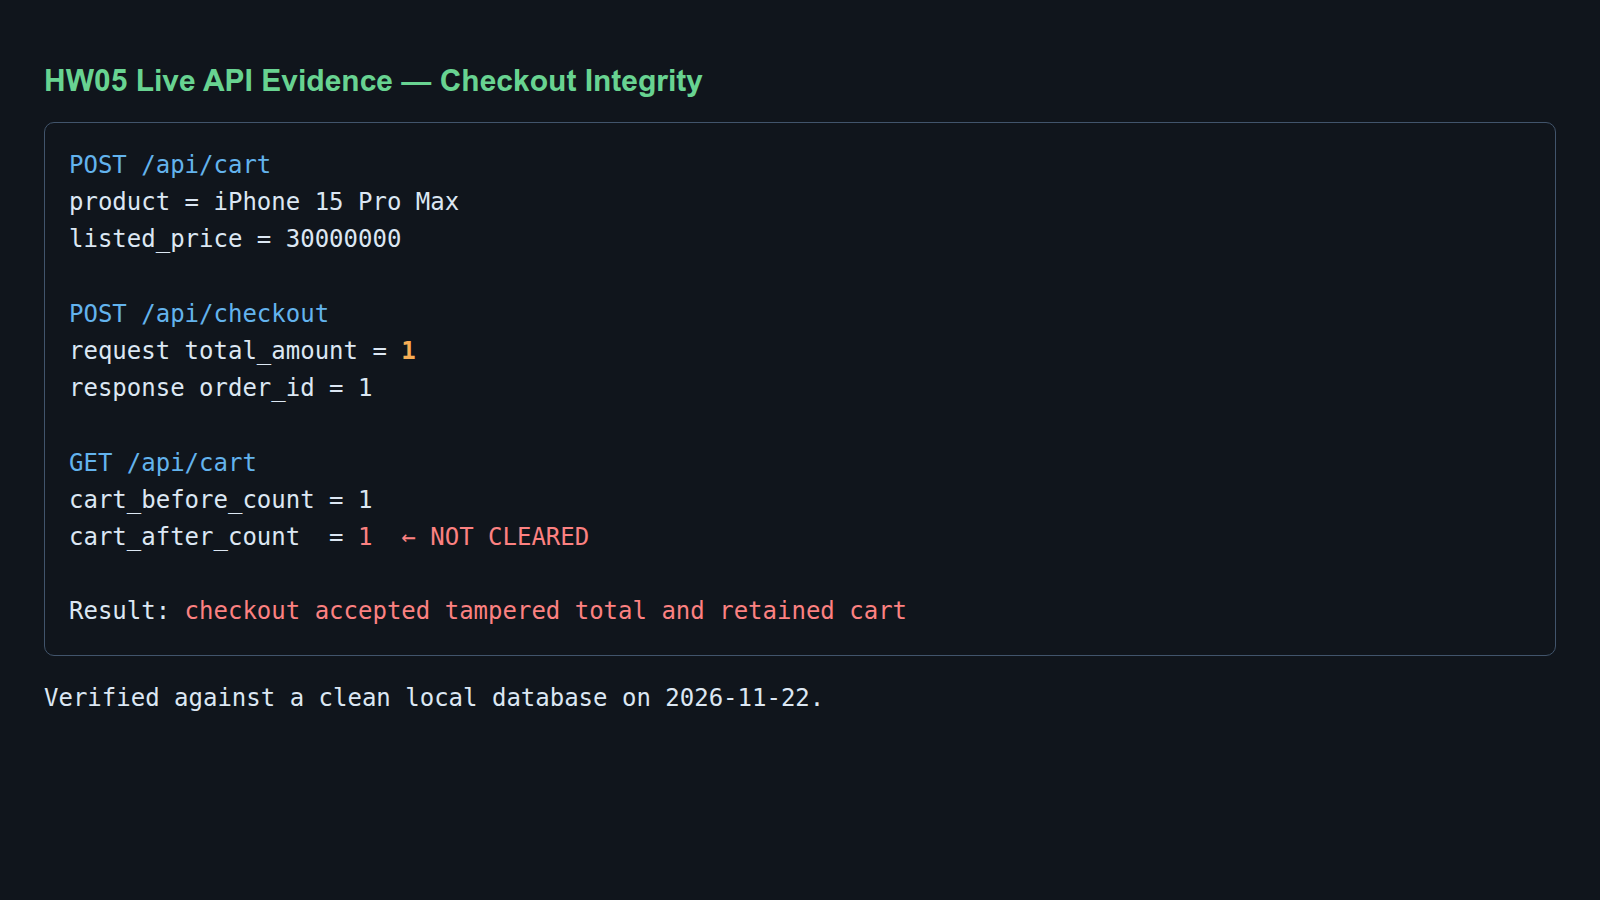 HW05 Live API Evidence — Checkout Integrity
POST /api/cart
product = iPhone 15 Pro Max
listed_price = 30000000
POST /api/checkout
request total_amount = 1
response order_id = 1
GET /api/cart
cart_before_count = 1
cart_after_count  = 1  ← NOT CLEARED
Result: checkout accepted tampered total and retained cart
Verified against a clean local database on 2026-11-22.